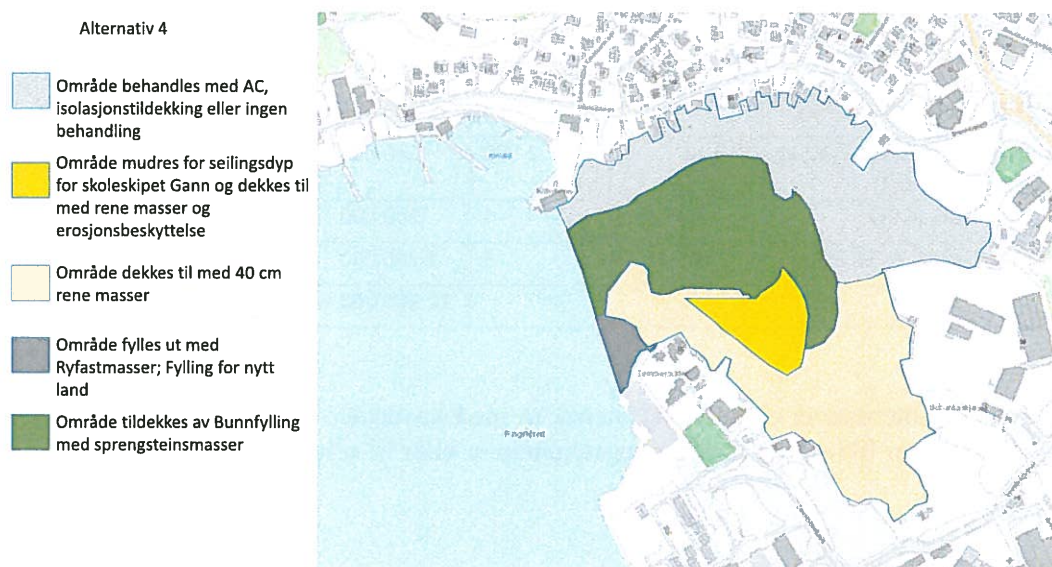 Alternativ 4
Område behandles med AC,
isolasjonstildekking eller ingen
behandling
Område mudres for seilingsdyp
for skoleskipet Gann og dekkes til
med rene masser og
erosjonsbeskyttelse
Område dekkes til med 40 cm
rene masser
Område fylles ut med
Ryfastmasser; Fylling for nytt
land
Område tildekkes av Bunnfylling
med sprengsteinsmasser